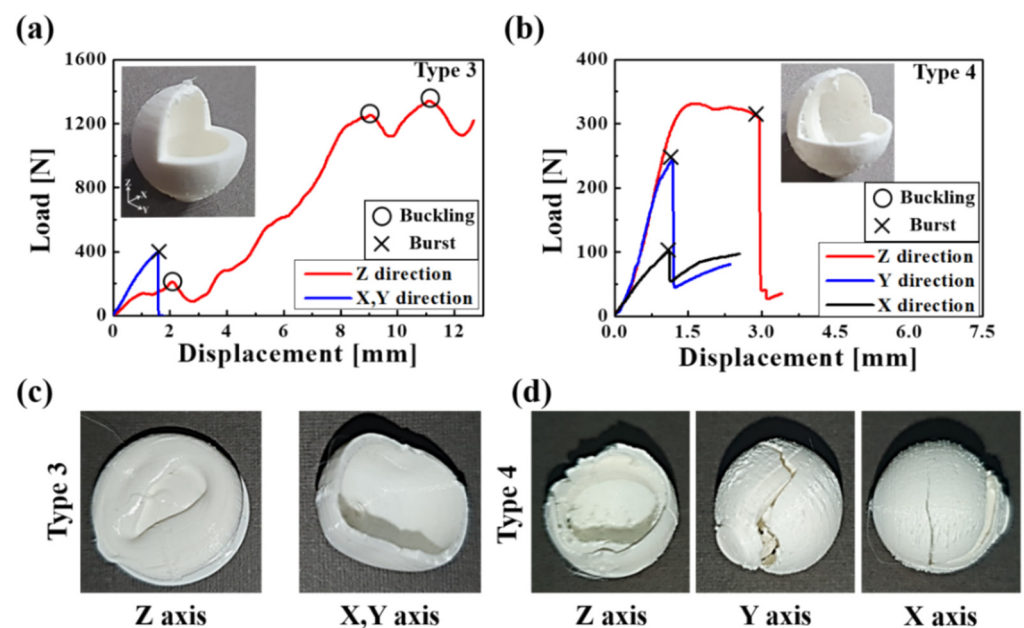 (a)
1600
1200
800
400
0
Load [N]
Type 3
Z
X
Y
Buckling
Burst
Z direction
X,Y direction
0 2 4 6 8 10 12
Displacement [mm]
(b)
400
300
200
100
0
Load [N]
Type 4
Buckling
Burst
Z direction
Y direction
X direction
0.0 1.5 3.0 4.5 6.0 7.5
Displacement [mm]
(c)
Type 3
Z axis X,Y axis
(d)
Type 4
Z axis Y axis X axis